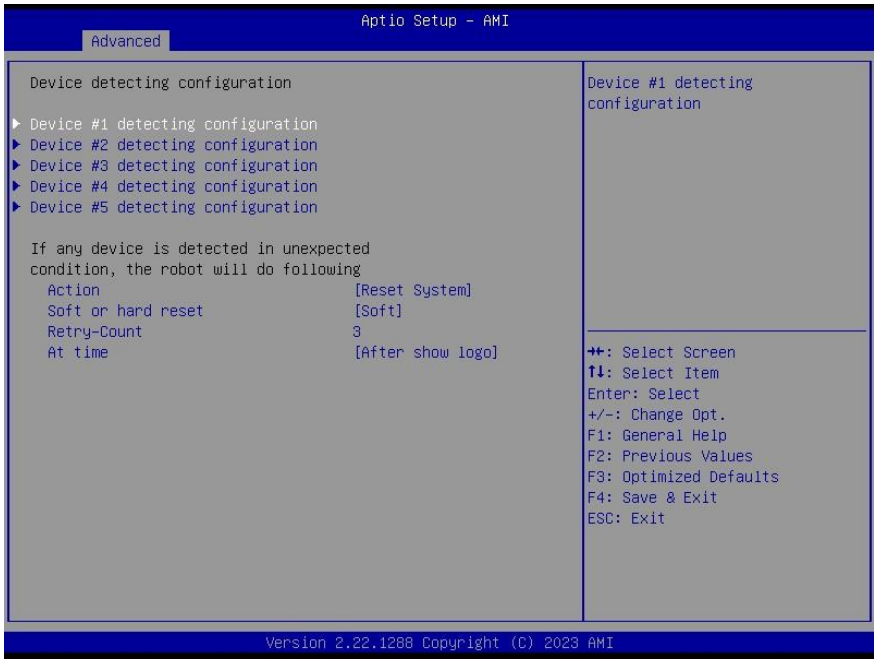 Aptio Setup - AMI
Advanced
Device detecting configuration
Device #1 detecting configuration
Device #2 detecting configuration
Device #3 detecting configuration
Device #4 detecting configuration
Device #5 detecting configuration
If any device is detected in unexpected
condition, the robot will do following
Action [Reset System]
Soft or hard reset [Soft]
Retry-Count 3
At time [After show logo]
Device #1 detecting
configuration
→←: Select Screen
↑↓: Select Item
Enter: Select
+/-: Change Opt.
F1: General Help
F2: Previous Values
F3: Optimized Defaults
F4: Save & Exit
ESC: Exit
Version 2.22.1288 Copyright (C) 2023 AMI